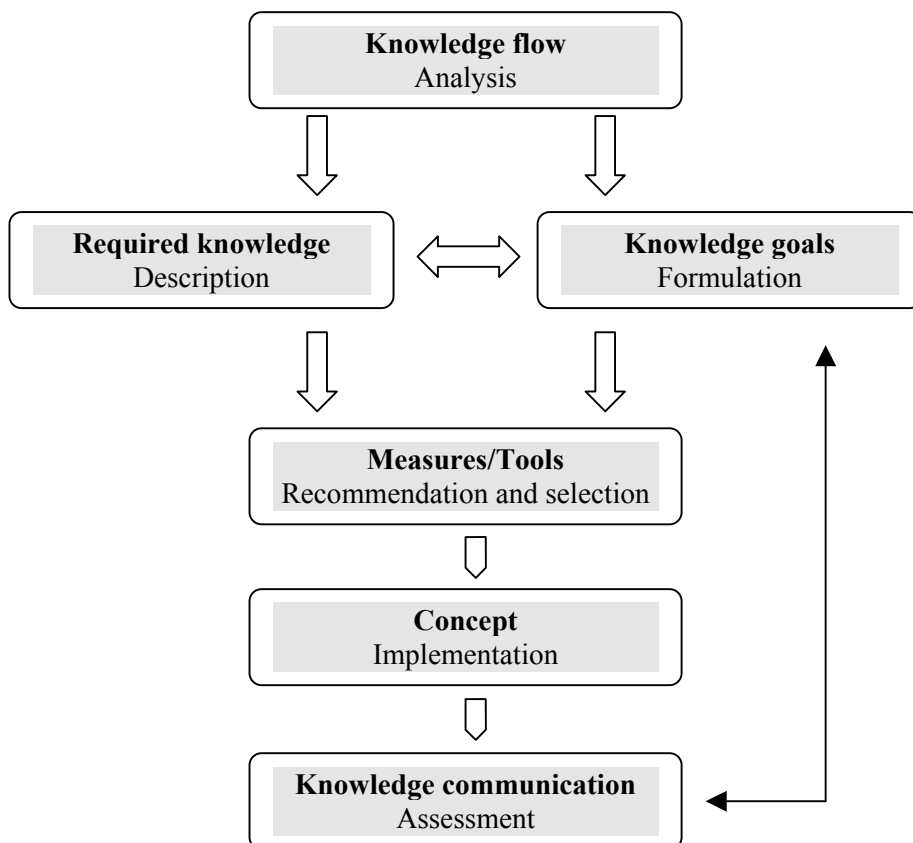 Knowledge flow
Analysis
Required knowledge
Description
Knowledge goals
Formulation
Measures/Tools
Recommendation and selection
Concept
Implementation
Knowledge communication
Assessment